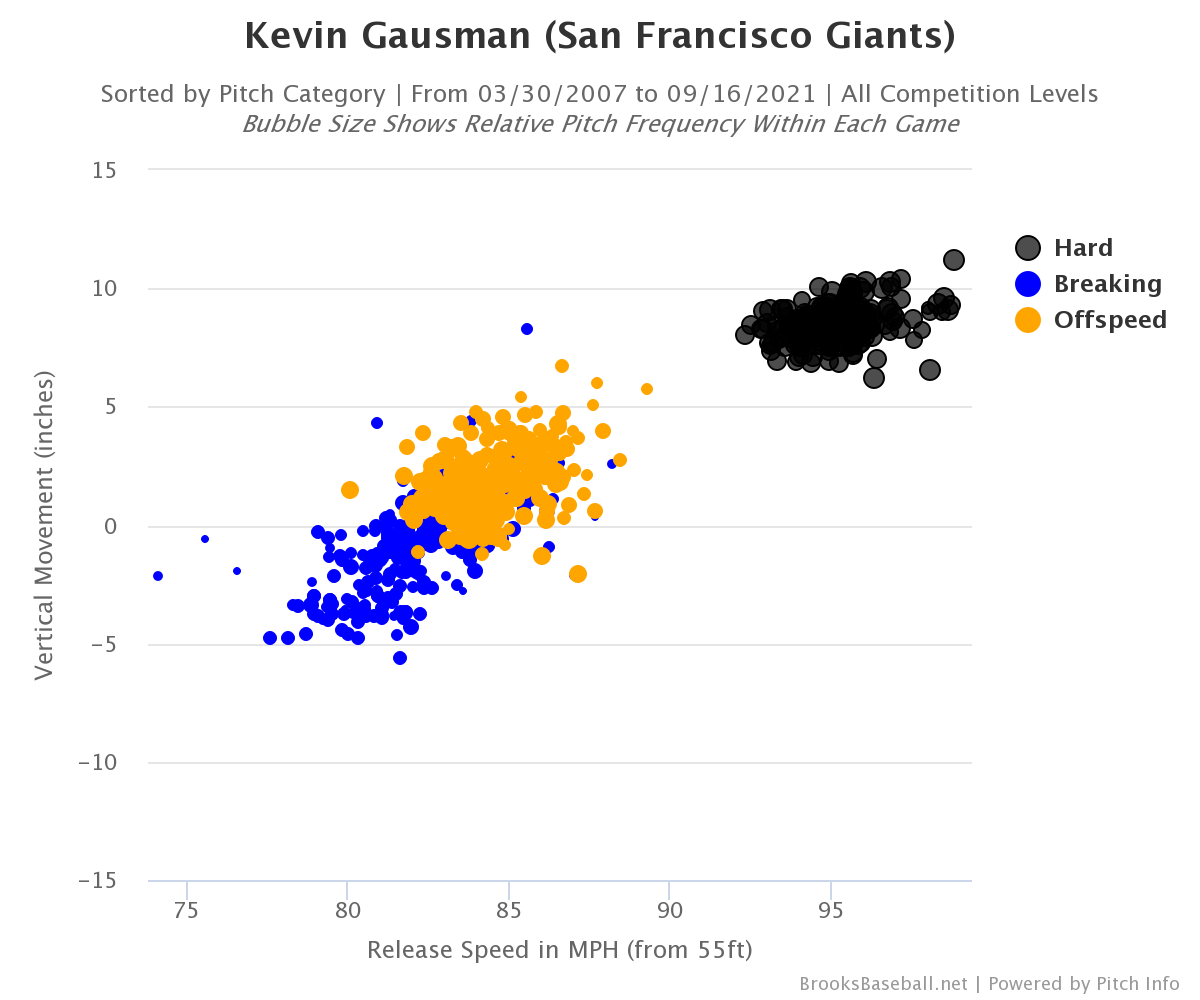 Kevin Gausman (San Francisco Giants)
Sorted by Pitch Category | From 03/30/2007 to 09/16/2021 | All Competition Levels
Bubble Size Shows Relative Pitch Frequency Within Each Game
15
10
5
0
−5
−10
−15
Vertical Movement (inches)
Hard
Breaking
Offspeed
75 80 85 90 95
Release Speed in MPH (from 55ft)
BrooksBaseball.net | Powered by Pitch Info